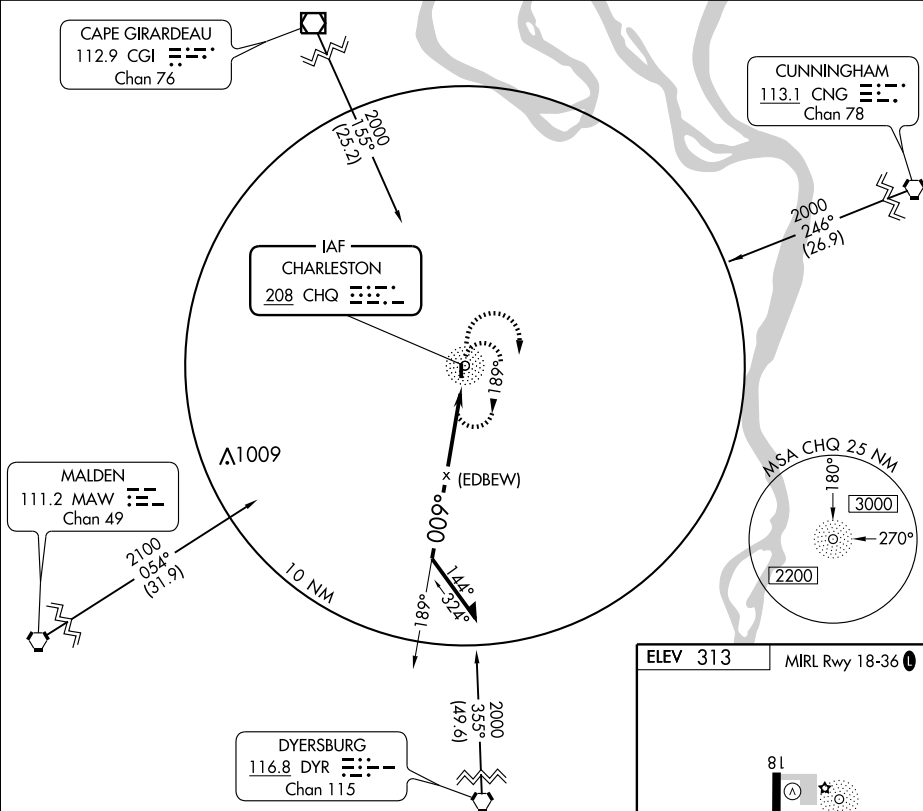 CAPE GIRARDEAU
112.9 CGI
Chan 76
CUNNINGHAM
113.1 CNG
Chan 78
2000
155°
(25.2)
2000
246°
(26.9)
IAF
CHARLESTON
208 CHQ
189°
1009
x (EDBEW)
MALDEN
111.2 MAW
Chan 49
2100
054°
(31.9)
009°
10 NM
144°
324°
189°
MSA CHQ 25 NM
180°
3000
270°
2200
2000
355°
(49.6)
DYERSBURG
116.8 DYR
Chan 115
ELEV 313
MIRL Rwy 18-36 L
18